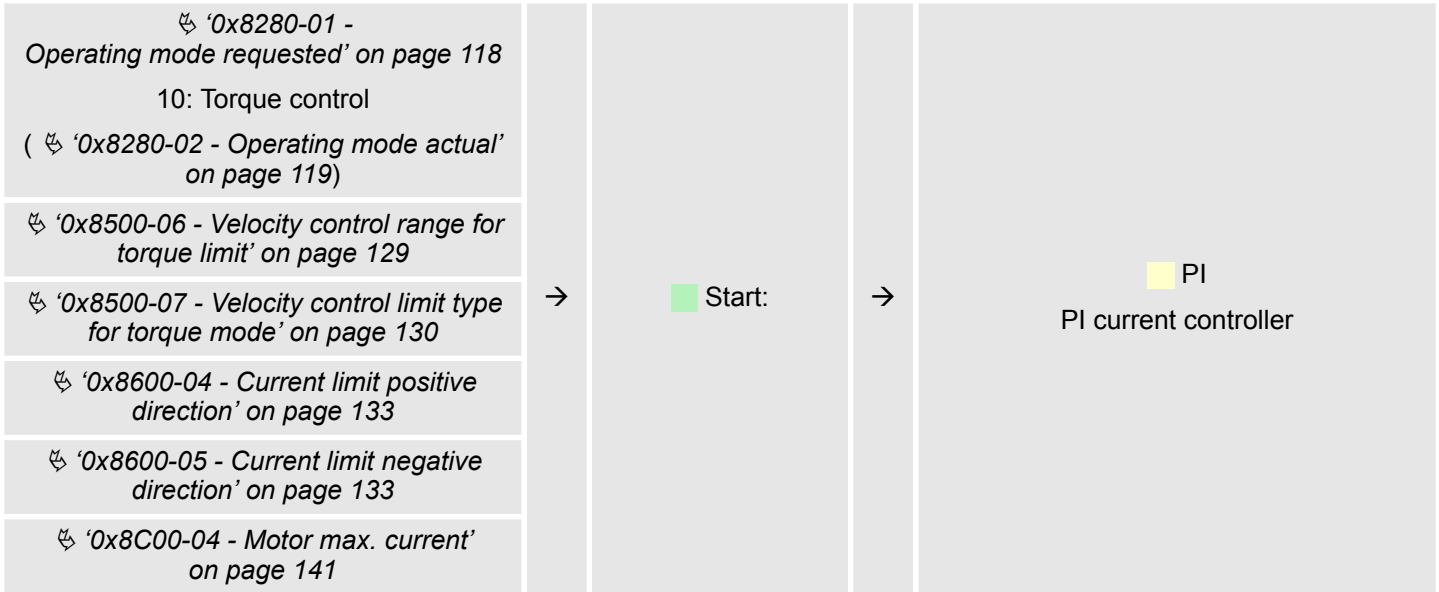 🔖 '0x8280-01 -
Operating mode requested' on page 118
10: Torque control
( 🔖 '0x8280-02 - Operating mode actual'
on page 119)
🔖 '0x8500-06 - Velocity control range for
torque limit' on page 129
🔖 '0x8500-07 - Velocity control limit type
for torque mode' on page 130
🔖 '0x8600-04 - Current limit positive
direction' on page 133
🔖 '0x8600-05 - Current limit negative
direction' on page 133
🔖 '0x8C00-04 - Motor max. current'
on page 141
→
Start:
→
PI
PI current controller